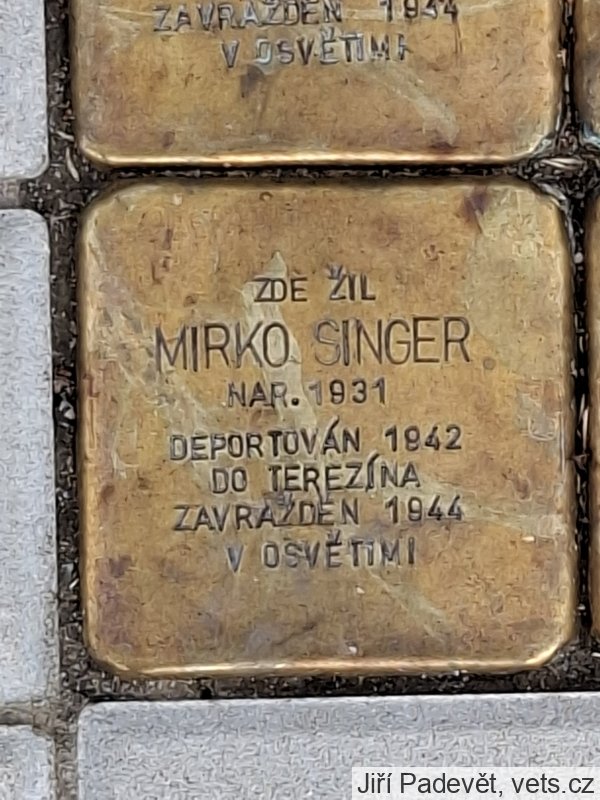 ZAVRAŽDĚN 1944
V OSVĚTIMI
ZDE ŽIL
MIRKO SINGER
NAR. 1931
DEPORTOVÁN 1942
DO TEREZÍNA
ZAVRAŽDĚN 1944
V OSVĚTIMI
Jiří Padevět, vets.cz